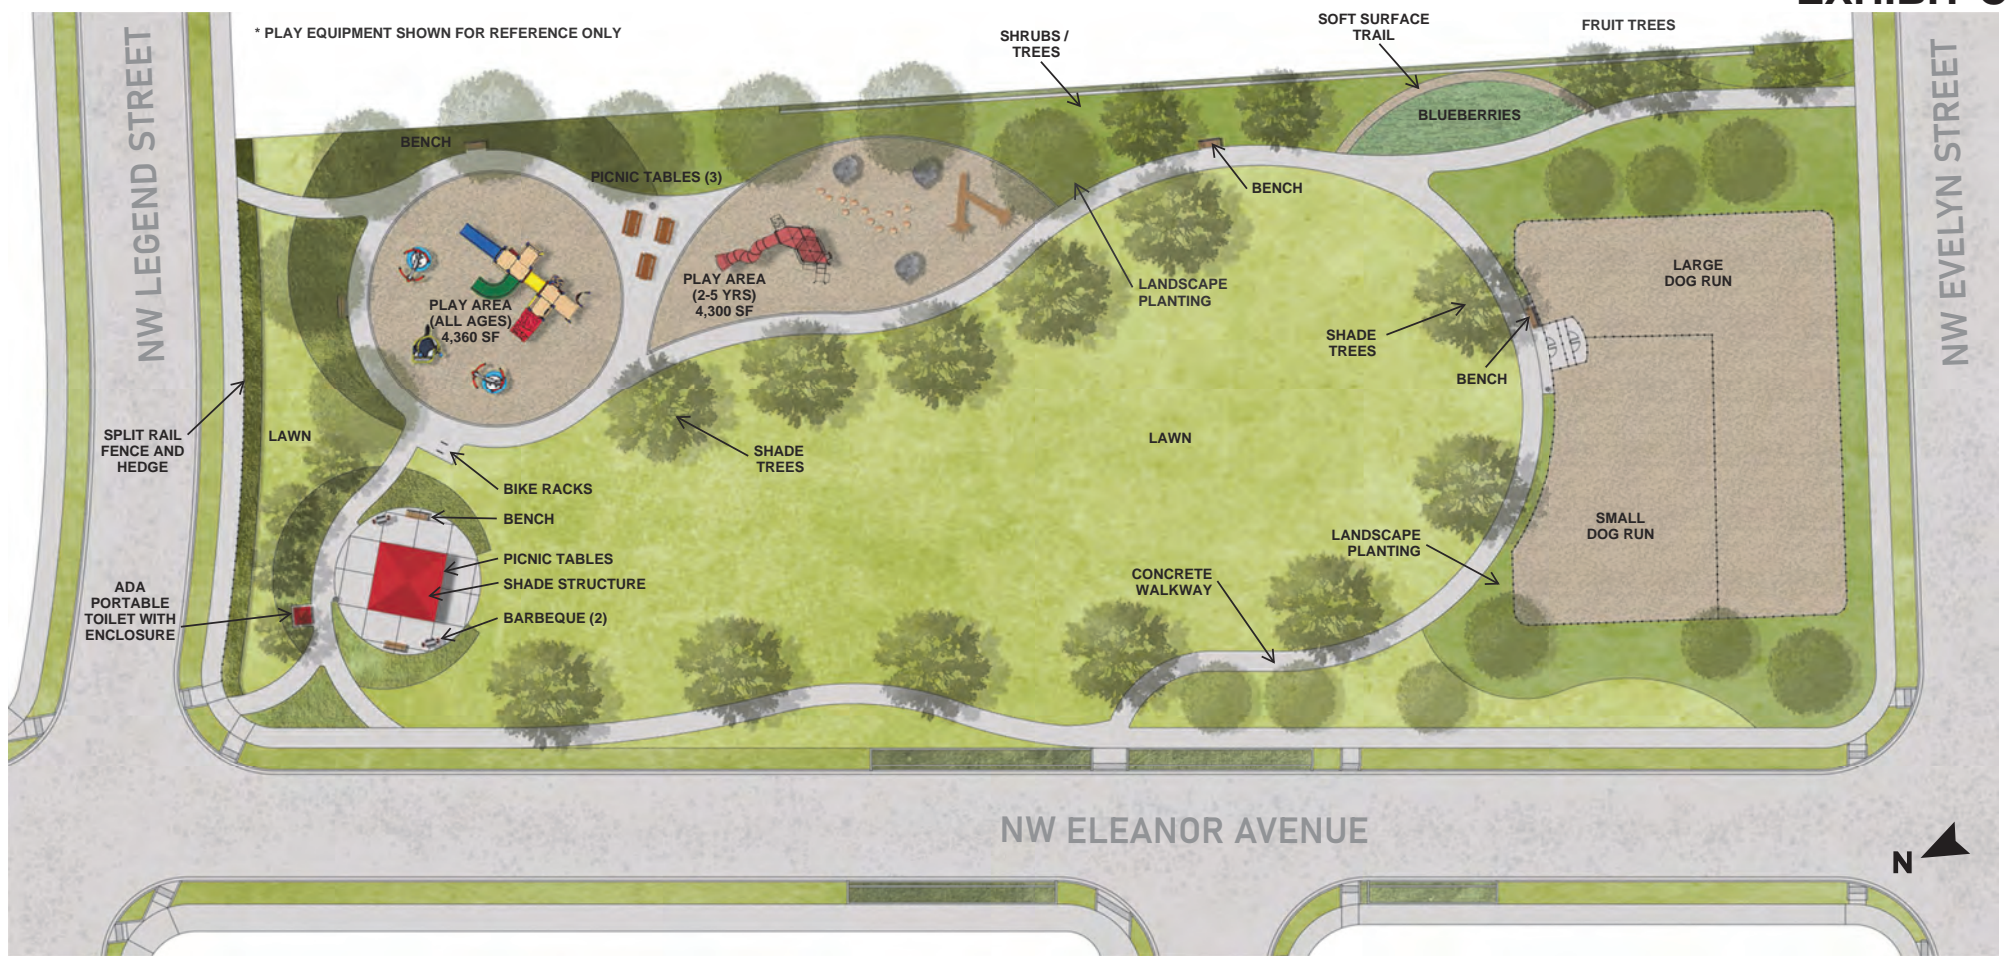 * PLAY EQUIPMENT SHOWN FOR REFERENCE ONLY
SHRUBS /
TREES
SOFT SURFACE
TRAIL
FRUIT TREES
NW LEGEND STREET
NW EVELYN STREET
BENCH
PICNIC TABLES (3)
BLUEBERRIES
BENCH
PLAY AREA
(ALL AGES)
4,360 SF
PLAY AREA
(2-5 YRS)
4,300 SF
LANDSCAPE
PLANTING
LARGE
DOG RUN
SHADE
TREES
BENCH
SPLIT RAIL
FENCE AND
HEDGE
LAWN
SHADE
TREES
LAWN
BIKE RACKS
BENCH
PICNIC TABLES
SHADE STRUCTURE
BARBEQUE (2)
ADA
PORTABLE
TOILET WITH
ENCLOSURE
CONCRETE
WALKWAY
LANDSCAPE
PLANTING
SMALL
DOG RUN
NW ELEANOR AVENUE
N